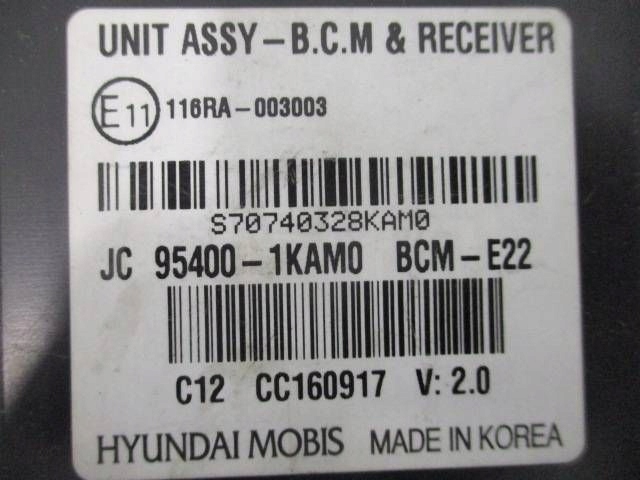 UNIT ASSY-B.C.M & RECEIVER
E11 116RA-003003
S70740328KAM0
JC 95400-1KAM0 BCM-E22
C12 CC160917 V: 2.0
HYUNDAI MOBIS MADE IN KOREA